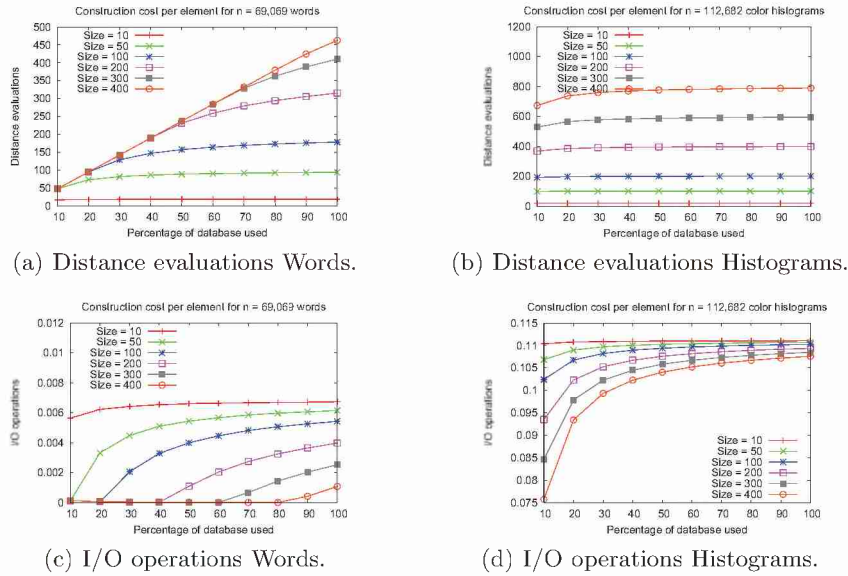 Construction cost per element for n = 69,069 words
500
450
400
350
300
250
200
150
100
50
0
Distance evaluations
Size = 10
Size = 50
Size = 100
Size = 200
Size = 300
Size = 400
10 20 30 40 50 60 70 80 90 100
Percentage of database used
(a) Distance evaluations Words.
Construction cost per element for n = 112,682 color histograms
1200
1000
800
600
400
200
0
Distance evaluations
Size = 10
Size = 50
Size = 100
Size = 200
Size = 300
Size = 400
10 20 30 40 50 60 70 80 90 100
Percentage of database used
(b) Distance evaluations Histograms.
Construction cost per element for n = 69,069 words
0.012
0.01
0.008
0.006
0.004
0.002
0
I/O operations
Size = 10
Size = 50
Size = 100
Size = 200
Size = 300
Size = 400
10 20 30 40 50 60 70 80 90 100
Percentage of database used
(c) I/O operations Words.
Construction cost per element for n = 112,682 color histograms
0.115
0.11
0.105
0.1
0.095
0.09
0.085
0.08
0.075
I/O operations
Size = 10
Size = 50
Size = 100
Size = 200
Size = 300
Size = 400
10 20 30 40 50 60 70 80 90 100
Percentage of database used
(d) I/O operations Histograms.